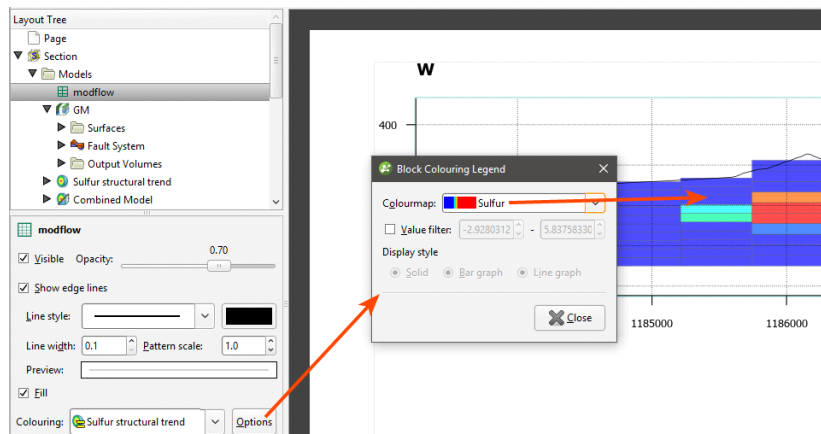 Layout Tree
Page
Section
Models
modflow
GM
Surfaces
Fault System
Output Volumes
Sulfur structural trend
Combined Model
modflow
Visible Opacity: 0.70
Show edge lines
Line style:
Line width: 0.1 Pattern scale: 1.0
Preview:
Fill
Colouring: Sulfur structural trend Options
W
400
Block Colouring Legend
Colourmap: Sulfur
Value filter: -2.9280312 - 5.83758330
Display style
Solid Bar graph Line graph
Close
1185000 1186000